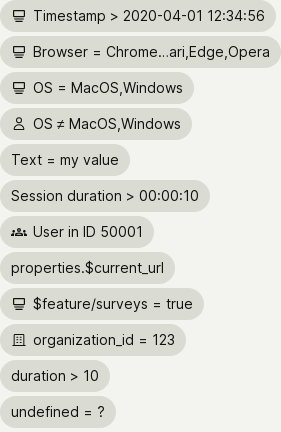 Timestamp > 2020-04-01 12:34:56
Browser = Chrome...ari,Edge,Opera
OS = MacOS,Windows
OS ≠ MacOS,Windows
Text = my value
Session duration > 00:00:10
User in ID 50001
properties.$current_url
$feature/surveys = true
organization_id = 123
duration > 10
undefined = ?